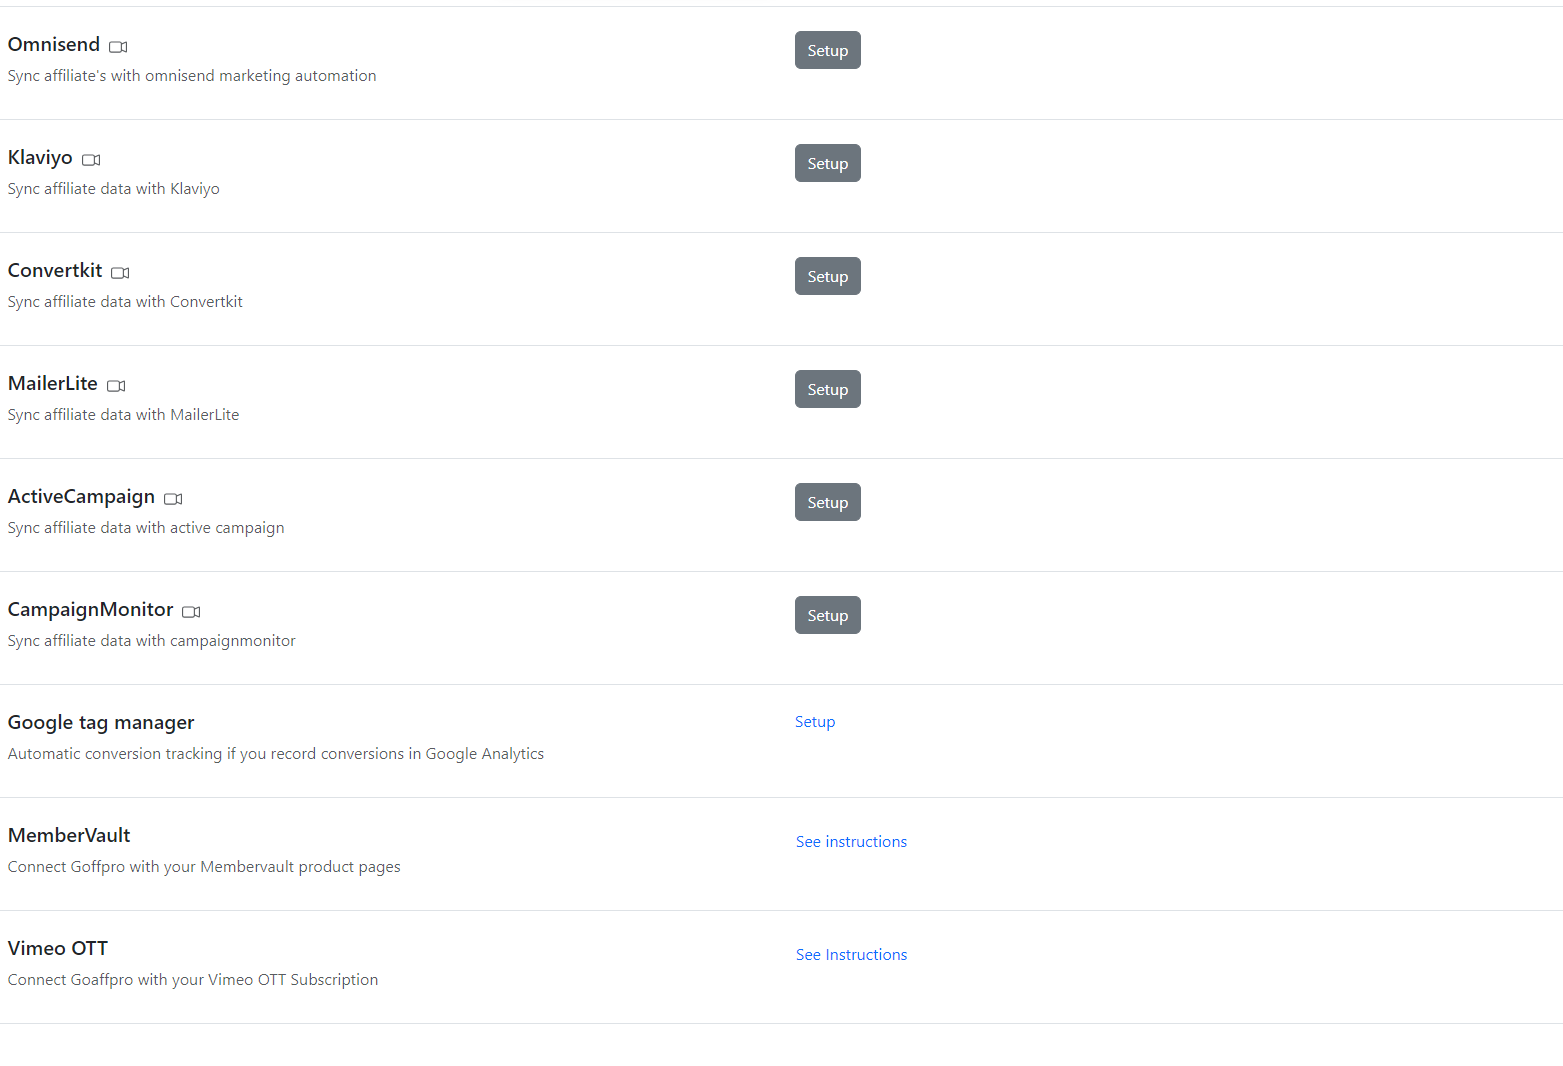 Omnisend
Setup
Sync affiliate's with omnisend marketing automation
Klaviyo
Setup
Sync affiliate data with Klaviyo
Convertkit
Setup
Sync affiliate data with Convertkit
MailerLite
Setup
Sync affiliate data with MailerLite
ActiveCampaign
Setup
Sync affiliate data with active campaign
CampaignMonitor
Setup
Sync affiliate data with campaignmonitor
Google tag manager
Setup
Automatic conversion tracking if you record conversions in Google Analytics
MemberVault
See instructions
Connect Goffpro with your Membervault product pages
Vimeo OTT
See Instructions
Connect Goaffpro with your Vimeo OTT Subscription